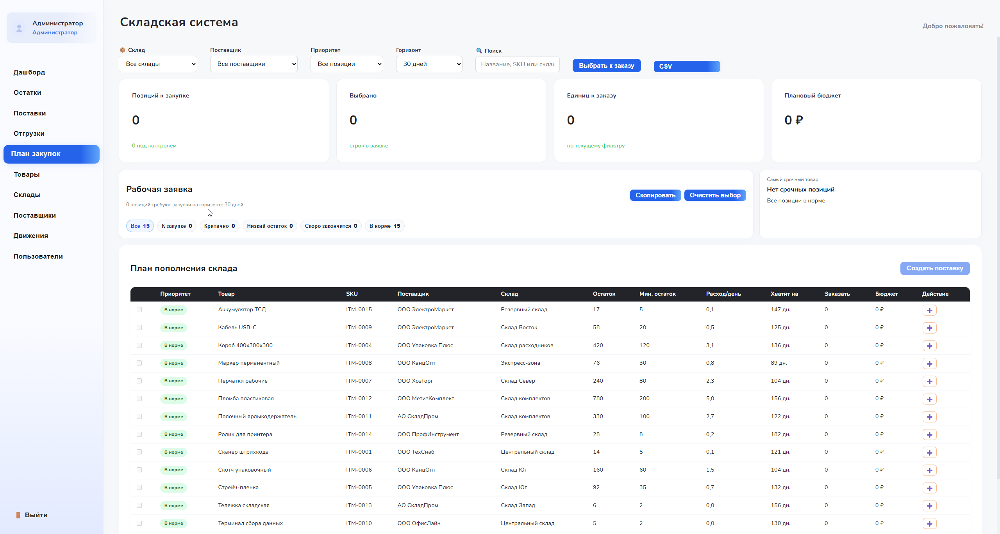 Администратор
Администратор
Дашборд
Остатки
Поставки
Отгрузки
План закупок
Товары
Склады
Поставщики
Движения
Пользователи
Выйти
Складская система
Добро пожаловать!
Склад
Все склады
Поставщик
Все поставщики
Приоритет
Все позиции
Горизонт
30 дней
Поиск
Название, SKU или склад
Выбрать к заказу
CSV
Позиций к закупке
0
0 под контролем
Выбрано
0
строк в заявке
Единиц к заказу
0
по текущему фильтру
Плановый бюджет
0 ₽
Рабочая заявка
0 позиций требуют закупки на горизонте 30 дней
Скопировать
Очистить выбор
Все 15
К закупке 0
Критично 0
Низкий остаток 0
Скоро закончится 0
В норме 15
Самый срочный товар
Нет срочных позиций
Все позиции в норме
План пополнения склада
Создать поставку
Приоритет Товар SKU Поставщик Склад Остаток Мин. остаток Расход/день Хватит на Заказать Бюджет Действие
В норме Аккумулятор ТСД ITM-0015 ООО ЭлектроМаркет Резервный склад 17 5 0,1 147 дн. 0 0 ₽
В норме Кабель USB-C ITM-0009 ООО ЭлектроМаркет Склад Восток 58 20 0,5 125 дн. 0 0 ₽
В норме Короб 400x300x300 ITM-0004 ООО Упаковка Плюс Склад расходников 420 120 3,1 136 дн. 0 0 ₽
В норме Маркер перманентный ITM-0008 ООО КанцОпт Экспресс-зона 76 30 0,8 89 дн. 0 0 ₽
В норме Перчатки рабочие ITM-0007 ООО ХозТорг Склад Север 240 80 2,3 104 дн. 0 0 ₽
В норме Пломба пластиковая ITM-0012 ООО МетизКомплект Склад комплектов 780 200 5,0 156 дн. 0 0 ₽
В норме Полочный ярлыкодержатель ITM-0011 АО СкладПром Склад комплектов 330 100 2,7 122 дн. 0 0 ₽
В норме Ролик для принтера ITM-0014 ООО ПрофИнструмент Резервный склад 28 8 0,2 182 дн. 0 0 ₽
В норме Сканер штрихкода ITM-0001 ООО ТехСнаб Центральный склад 14 5 0,1 121 дн. 0 0 ₽
В норме Скотч упаковочный ITM-0006 ООО КанцОпт Склад Юг 160 60 1,5 104 дн. 0 0 ₽
В норме Стрейч-пленка ITM-0005 ООО Упаковка Плюс Склад Юг 92 35 0,7 132 дн. 0 0 ₽
В норме Тележка складская ITM-0013 АО СкладПром Склад Запад 6 2 0,0 156 дн. 0 0 ₽
В норме Терминал сбора данных ITM-0010 ООО ОфисЛайн Центральный склад 5 2 0,0 130 дн. 0 0 ₽